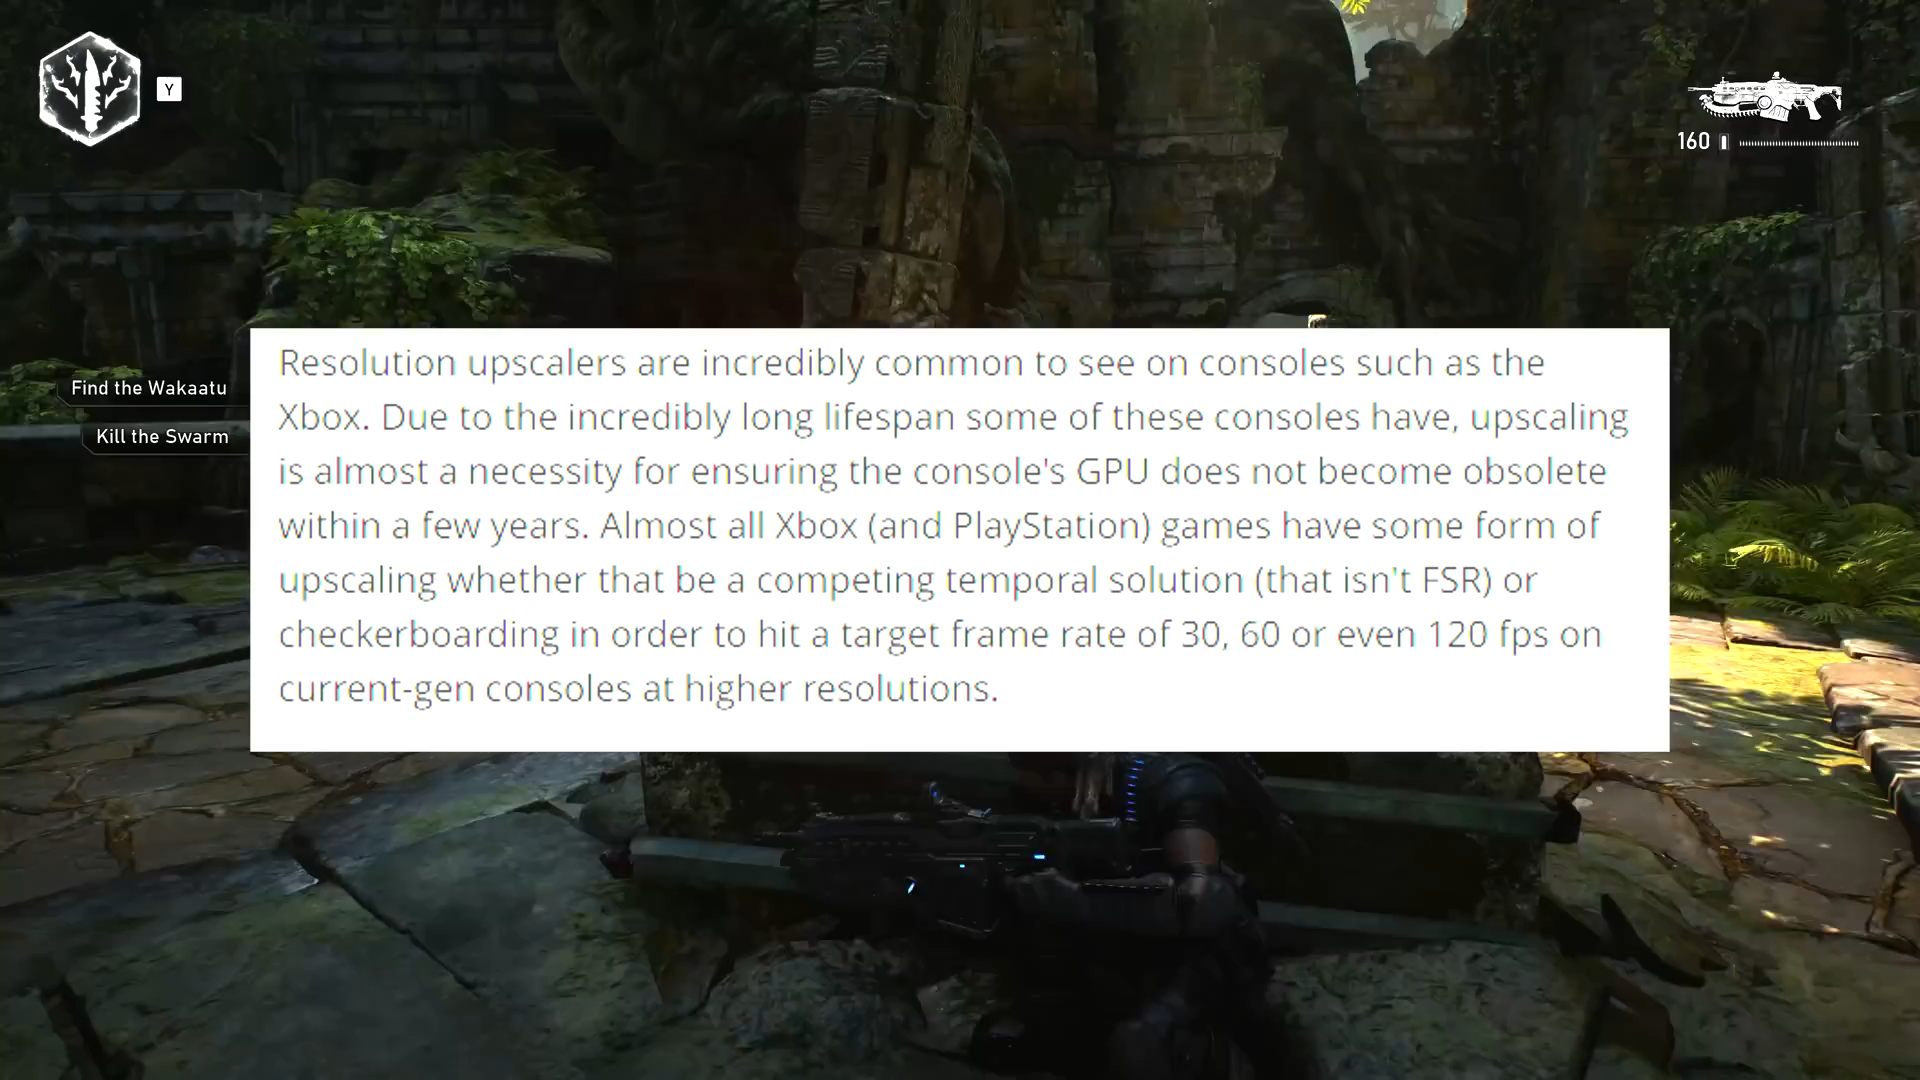 Y
160
Find the Wakaatu
Kill the Swarm
Resolution upscalers are incredibly common to see on consoles such as the
Xbox. Due to the incredibly long lifespan some of these consoles have, upscaling
is almost a necessity for ensuring the console's GPU does not become obsolete
within a few years. Almost all Xbox (and PlayStation) games have some form of
upscaling whether that be a competing temporal solution (that isn't FSR) or
checkerboarding in order to hit a target frame rate of 30, 60 or even 120 fps on
current-gen consoles at higher resolutions.